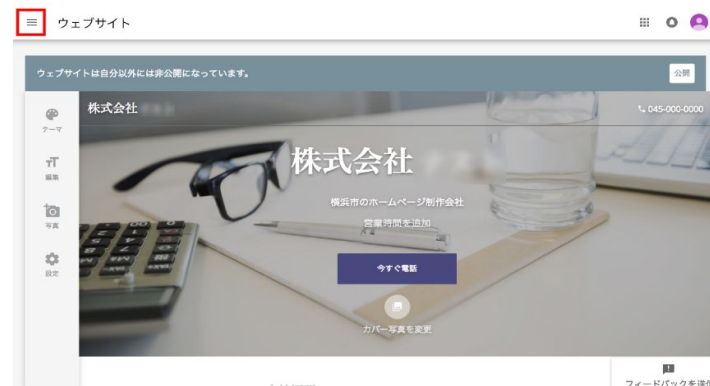 ウェブサイト
ウェブサイトは自分以外には非公開になっています。
公開
テーマ
編集
写真
設定
株式会社
045-000-0000
株式会社
横浜市のホームページ制作会社
営業時間を追加
今すぐ電話
カバー写真を変更
フィードバックを送信